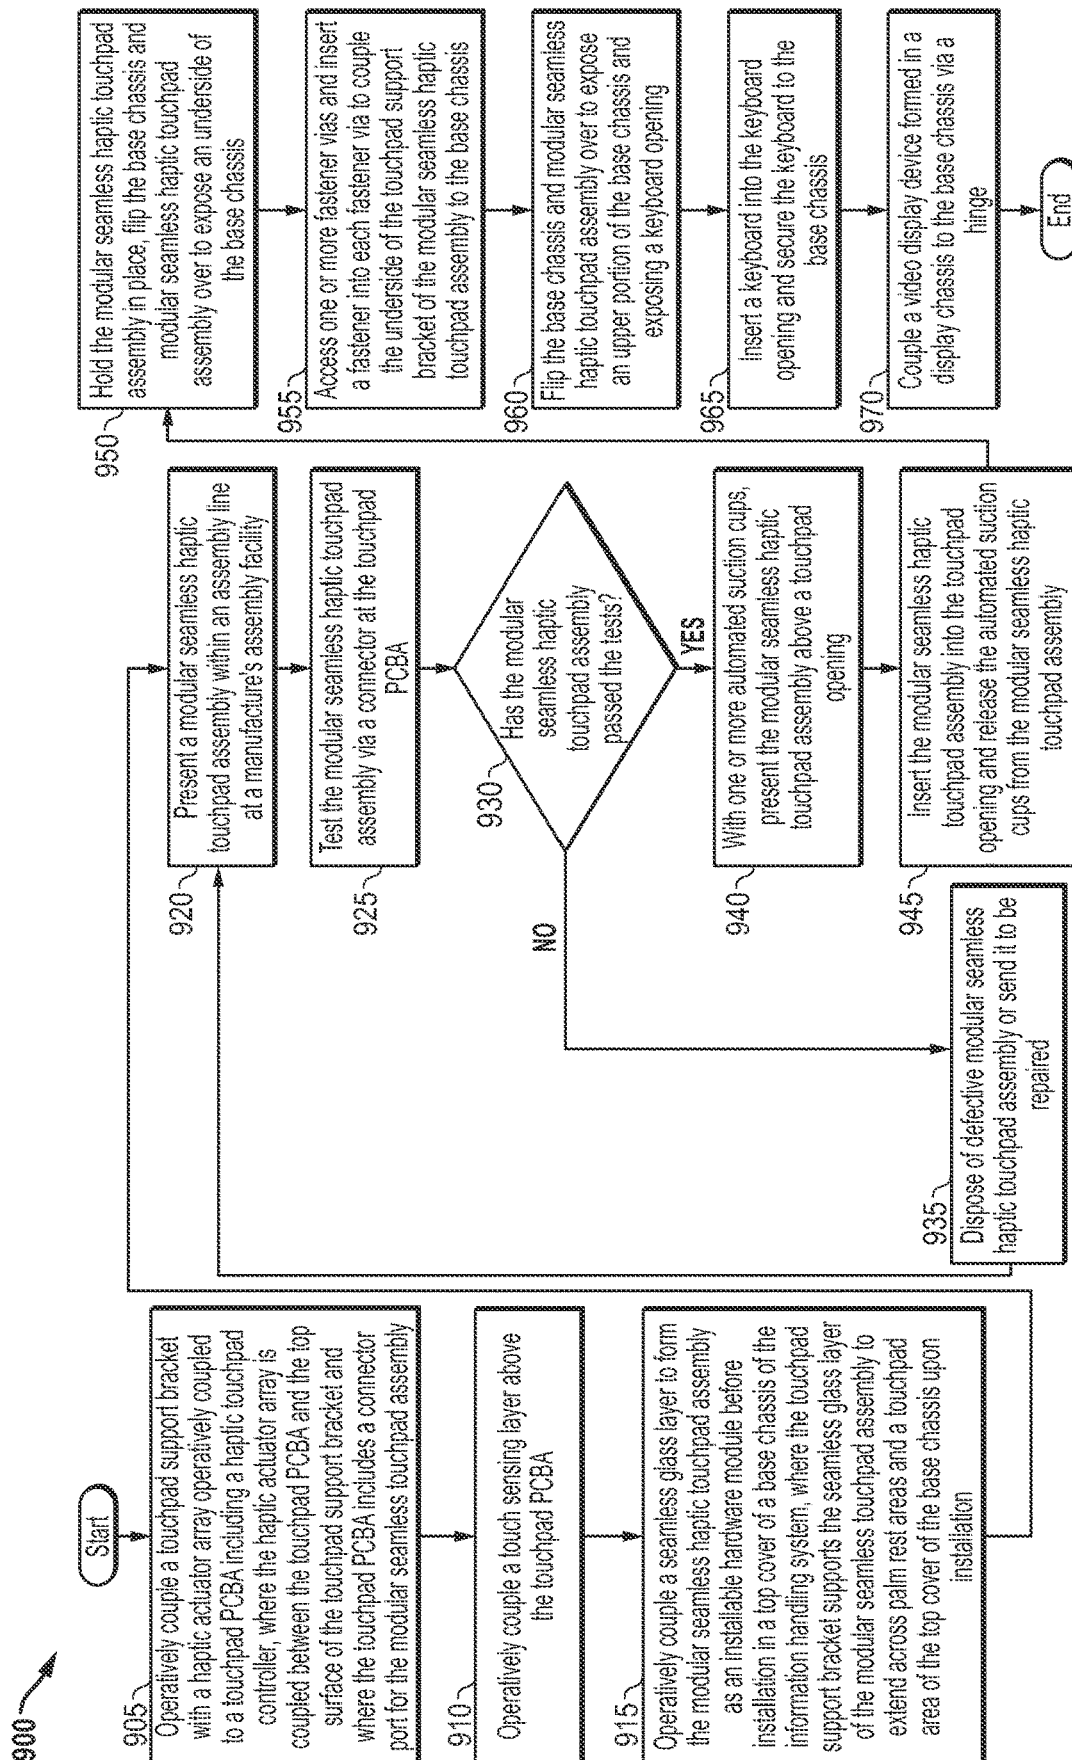 900
Start
905
Operatively couple a touchpad support bracket
with a haptic actuator array operatively coupled
to a touchpad PCBA including a haptic touchpad
controller, where the haptic actuator array is
coupled between the touchpad PCBA and the top
surface of the touchpad support bracket and
where the touchpad PCBA includes a connector
port for the modular seamless touchpad assembly
910
Operatively couple a touch sensing layer above
the touchpad PCBA
915
Operatively couple a seamless glass layer to form
the modular seamless haptic touchpad assembly
as an installable hardware module before
installation in a top cover of a base chassis of the
information handling system, where the touchpad
support bracket supports the seamless glass layer
of the modular seamless touchpad assembly to
extend across palm rest areas and a touchpad
area of the top cover of the base chassis upon
installation
920
Present a modular seamless haptic
touchpad assembly within an assembly line
at a manufacture's assembly facility
925
Test the modular seamless haptic touchpad
assembly via a connector at the touchpad
PCBA
930
Has the modular
seamless haptic
touchpad assembly
passed the tests?
NO
YES
935
Dispose of defective modular seamless
haptic touchpad assembly or send it to be
repaired
940
With one or more automated suction cups,
present the modular seamless haptic
touchpad assembly above a touchpad
opening
945
Insert the modular seamless haptic
touchpad assembly into the touchpad
opening and release the automated suction
cups from the modular seamless haptic
touchpad assembly
950
Hold the modular seamless haptic touchpad
assembly in place, flip the base chassis and
modular seamless haptic touchpad
assembly over to expose an underside of
the base chassis
955
Access one or more fastener vias and insert
a fastener into each fastener via to couple
the underside of the touchpad support
bracket of the modular seamless haptic
touchpad assembly to the base chassis
960
Flip the base chassis and modular seamless
haptic touchpad assembly over to expose
an upper portion of the base chassis and
exposing a keyboard opening
965
Insert a keyboard into the keyboard
opening and secure the keyboard to the
base chassis
970
Couple a video display device formed in a
display chassis to the base chassis via a
hinge
End